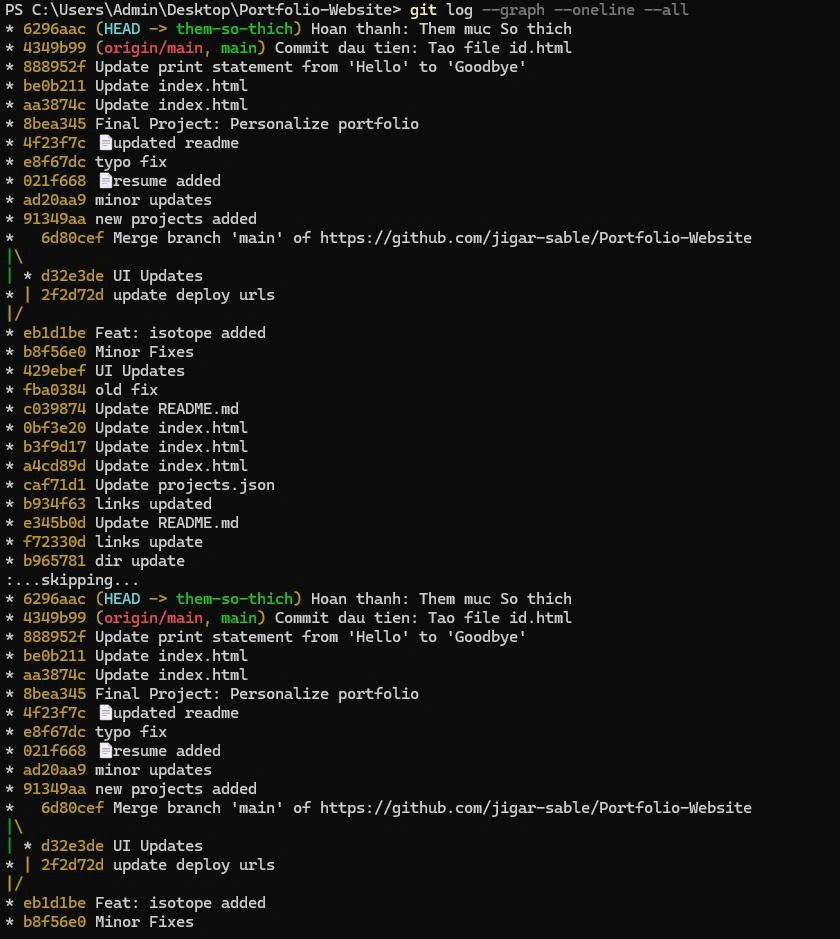 PS C:\Users\Admin\Desktop\Portfolio-Website> git log --graph --oneline --all
* 6296aac (HEAD -> them-so-thich) Hoan thanh: Them muc So thich
* 4349b99 (origin/main, main) Commit dau tien: Tao file id.html
* 888952f Update print statement from 'Hello' to 'Goodbye'
* be0b211 Update index.html
* aa3874c Update index.html
* 8bea345 Final Project: Personalize portfolio
* 4f23f7c 📄updated readme
* e8f67dc typo fix
* 021f668 📄resume added
* ad20aa9 minor updates
* 91349aa new projects added
*   6d80cef Merge branch 'main' of https://github.com/jigar-sable/Portfolio-Website
|\
| * d32e3de UI Updates
* | 2f2d72d update deploy urls
|/
* eb1d1be Feat: isotope added
* b8f56e0 Minor Fixes
* 429ebef UI Updates
* fba0384 old fix
* c039874 Update README.md
* 0bf3e20 Update index.html
* b3f9d17 Update index.html
* a4cd89d Update index.html
* caf71d1 Update projects.json
* b934f63 links updated
* e345b0d Update README.md
* f72330d links update
* b965781 dir update
:...skipping...
* 6296aac (HEAD -> them-so-thich) Hoan thanh: Them muc So thich
* 4349b99 (origin/main, main) Commit dau tien: Tao file id.html
* 888952f Update print statement from 'Hello' to 'Goodbye'
* be0b211 Update index.html
* aa3874c Update index.html
* 8bea345 Final Project: Personalize portfolio
* 4f23f7c 📄updated readme
* e8f67dc typo fix
* 021f668 📄resume added
* ad20aa9 minor updates
* 91349aa new projects added
*   6d80cef Merge branch 'main' of https://github.com/jigar-sable/Portfolio-Website
|\
| * d32e3de UI Updates
* | 2f2d72d update deploy urls
|/
* eb1d1be Feat: isotope added
* b8f56e0 Minor Fixes